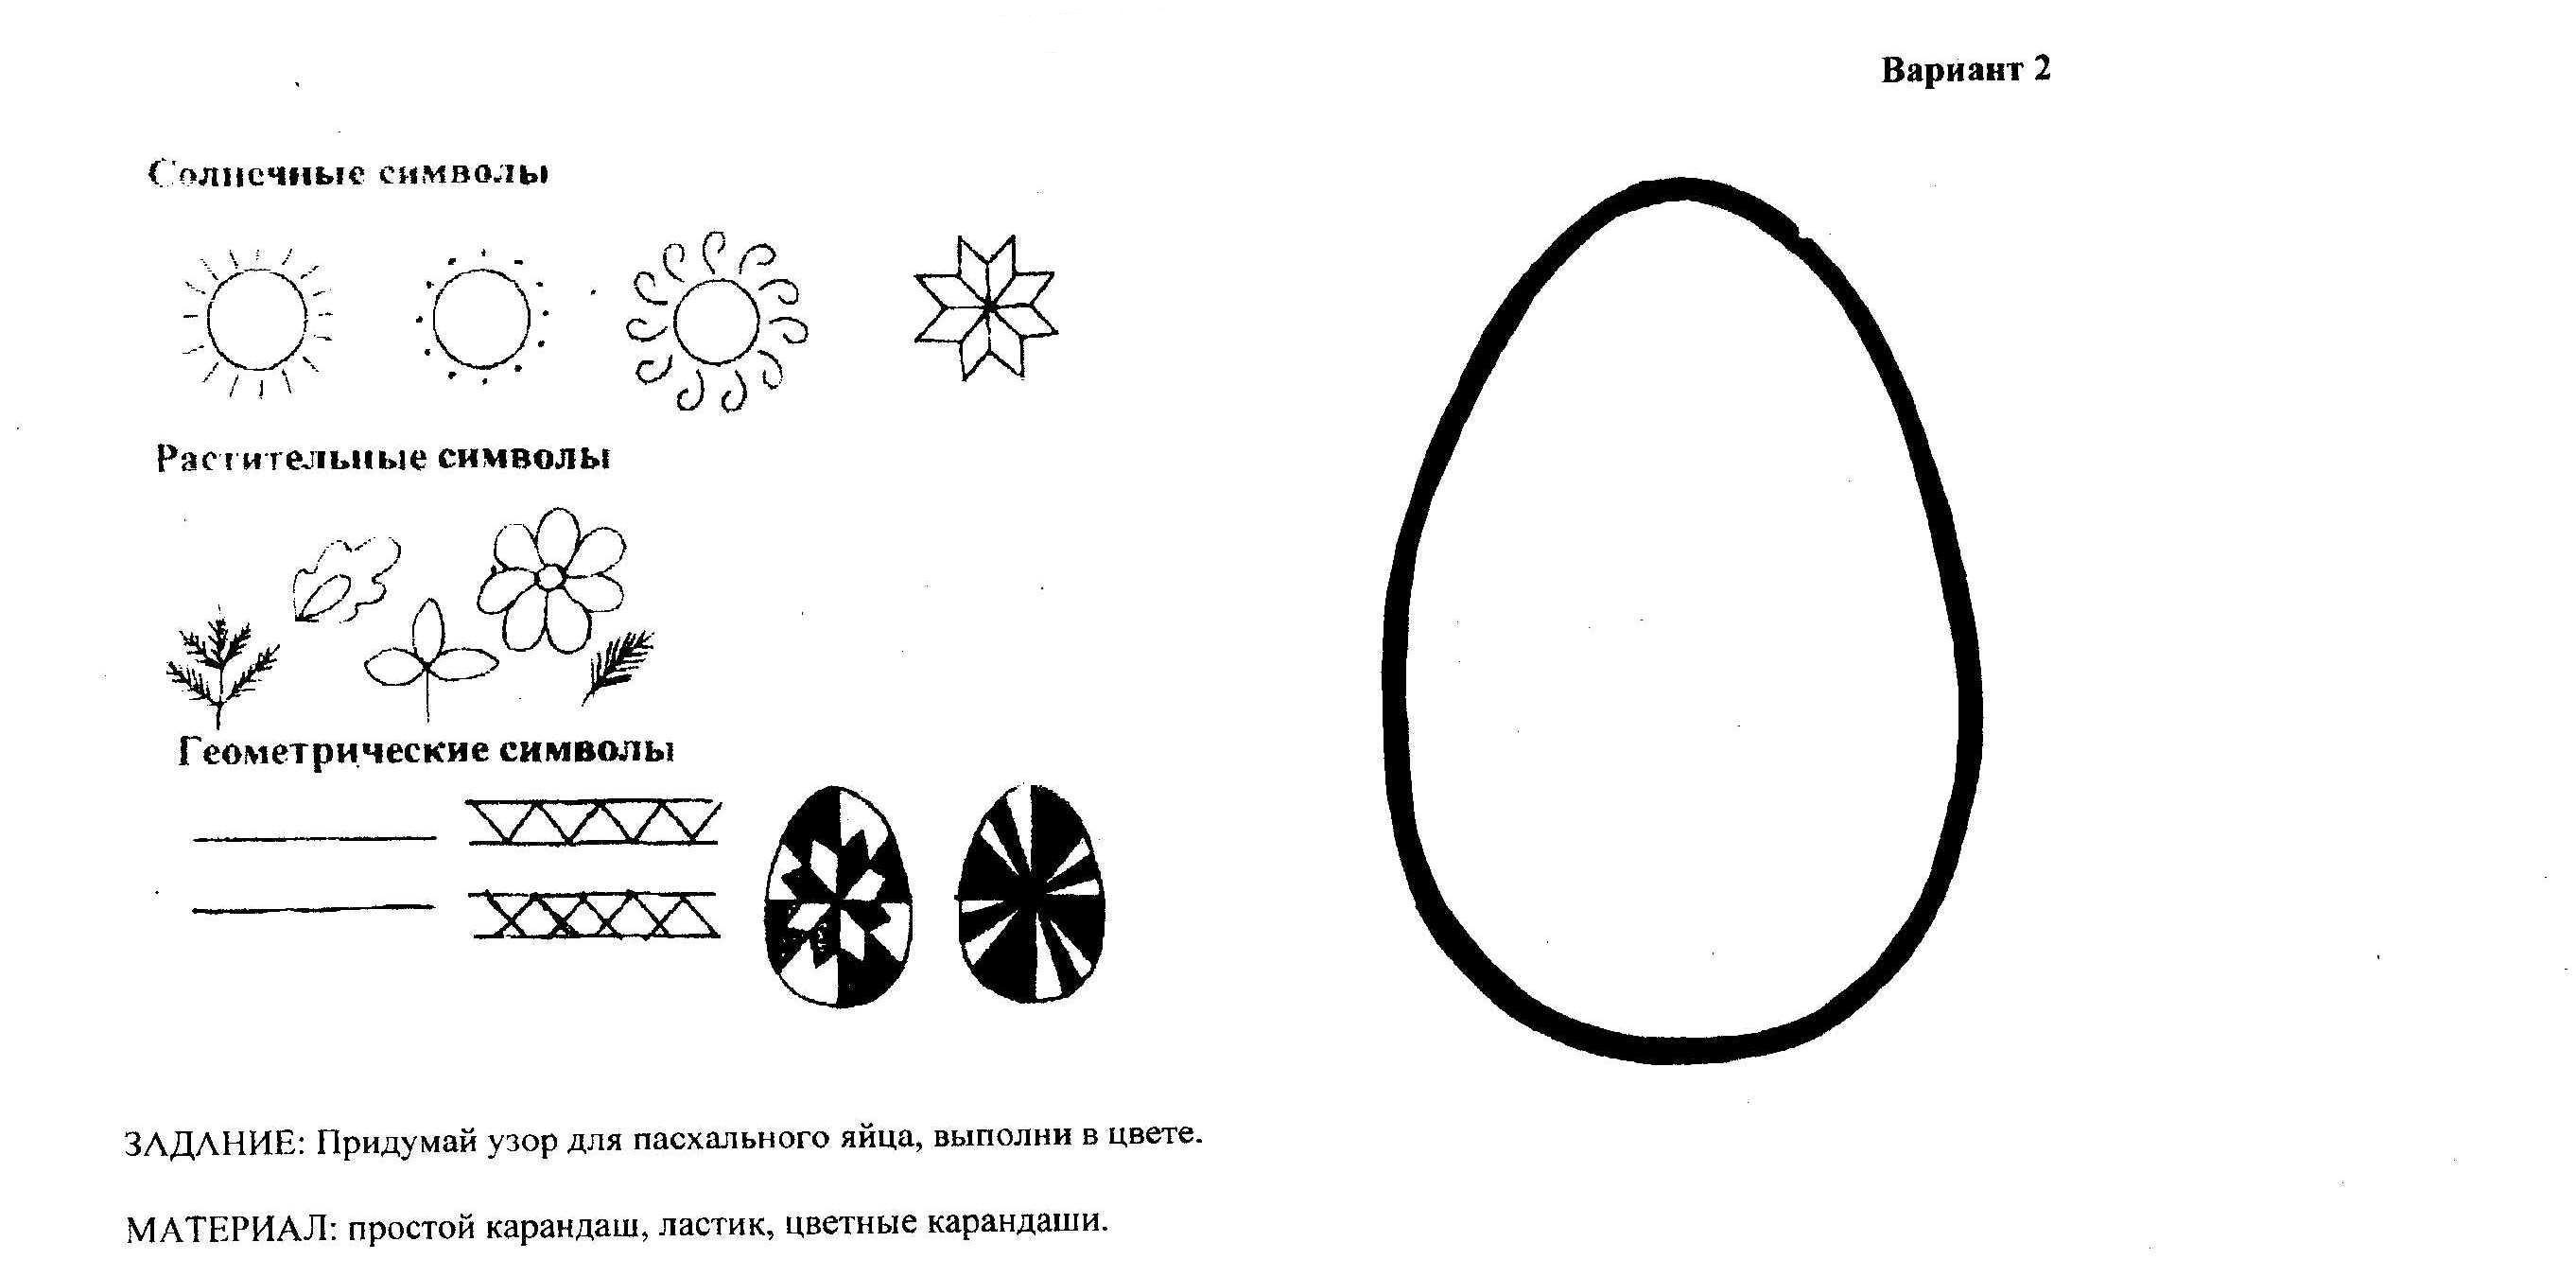 Вариант 2
Солнечные символы
Растительные символы
Геометрические символы
ЗАДАНИЕ: Придумай узор для пасхального яйца, выполни в цвете.
МАТЕРИАЛ: простой карандаш, ластик, цветные карандаши.